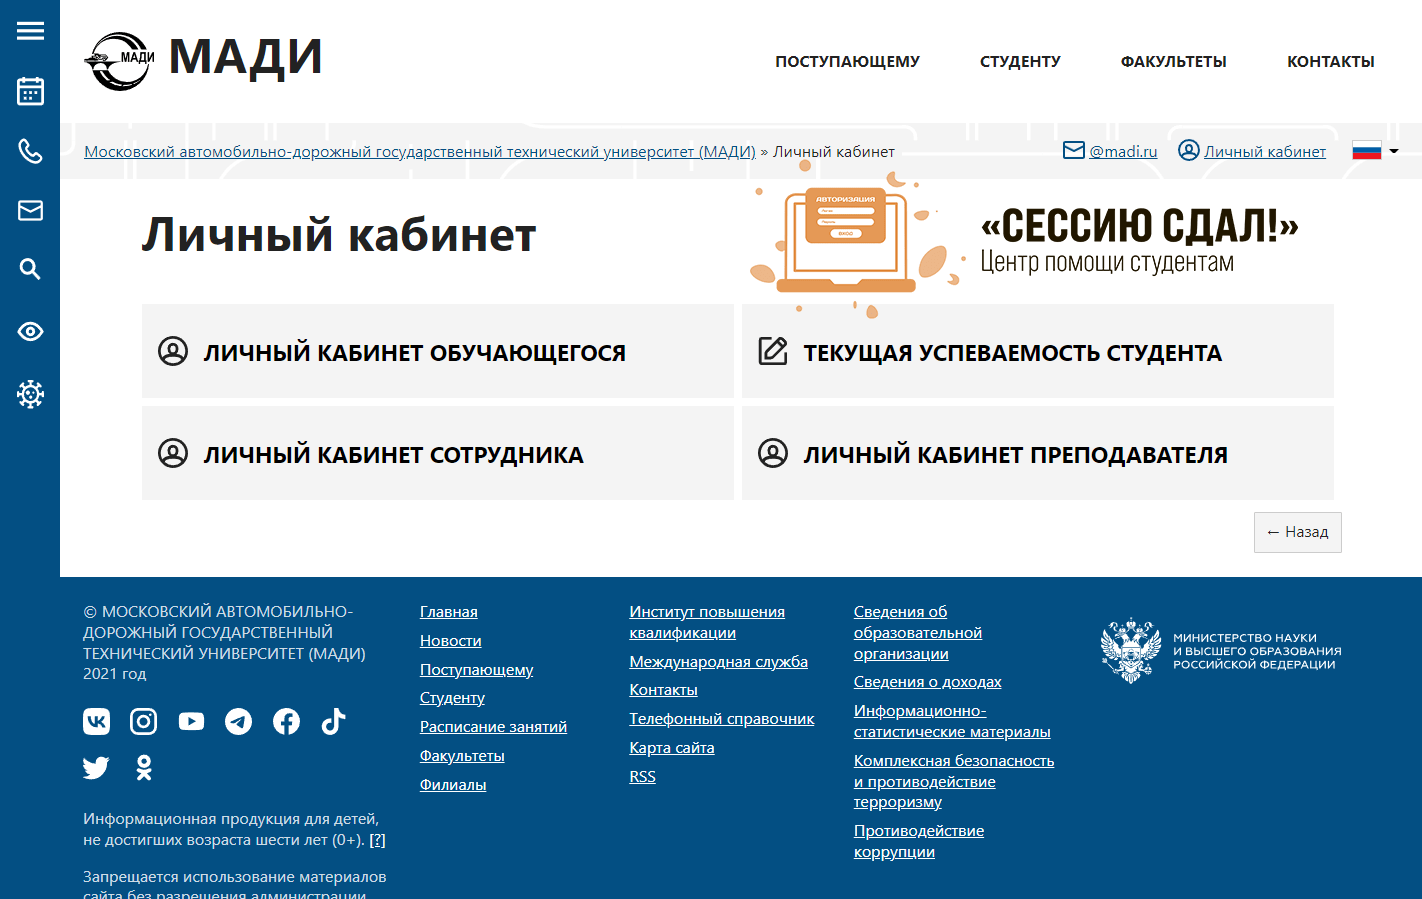 МАДИ
МАДИ
ПОСТУПАЮЩЕМУ
СТУДЕНТУ
ФАКУЛЬТЕТЫ
КОНТАКТЫ
Московский автомобильно-дорожный государственный технический университет (МАДИ) » Личный кабинет
@madi.ru
Личный кабинет
Личный кабинет
АВТОРИЗАЦИЯ
Логин
Пароль
ВХОД
«СЕССИЮ СДАЛ!»
Центр помощи студентам
ЛИЧНЫЙ КАБИНЕТ ОБУЧАЮЩЕГОСЯ
ТЕКУЩАЯ УСПЕВАЕМОСТЬ СТУДЕНТА
ЛИЧНЫЙ КАБИНЕТ СОТРУДНИКА
ЛИЧНЫЙ КАБИНЕТ ПРЕПОДАВАТЕЛЯ
← Назад
© МОСКОВСКИЙ АВТОМОБИЛЬНО-
ДОРОЖНЫЙ ГОСУДАРСТВЕННЫЙ
ТЕХНИЧЕСКИЙ УНИВЕРСИТЕТ (МАДИ)
2021 год
Информационная продукция для детей,
не достигших возраста шести лет (0+). [?]
Запрещается использование материалов
сайта без разрешения администрации
Главная
Новости
Поступающему
Студенту
Расписание занятий
Факультеты
Филиалы
Институт повышения
квалификации
Международная служба
Контакты
Телефонный справочник
Карта сайта
RSS
Сведения об
образовательной
организации
Сведения о доходах
Информационно-
статистические материалы
Комплексная безопасность
и противодействие
терроризму
Противодействие
коррупции
МИНИСТЕРСТВО НАУКИ
И ВЫСШЕГО ОБРАЗОВАНИЯ
РОССИЙСКОЙ ФЕДЕРАЦИИ